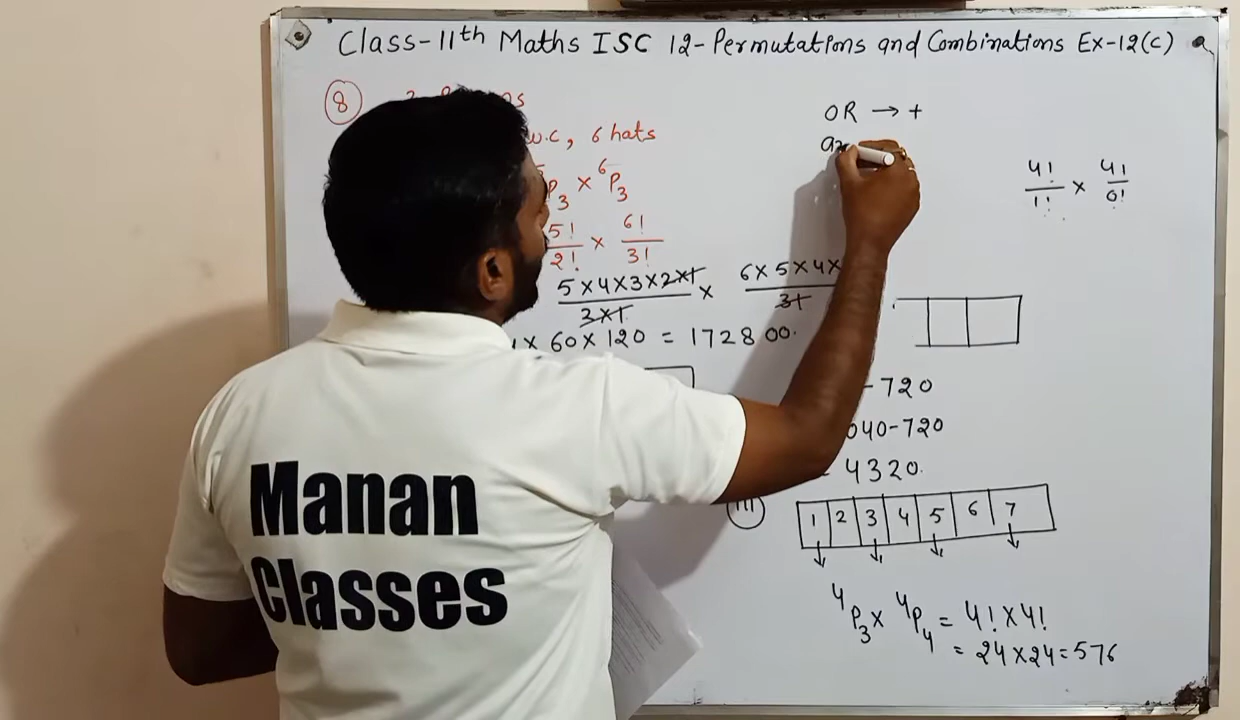 Class-11th Maths ISC 12-Permutations and Combinations Ex-12(c)
8
w.c, 6 hats
P3 × 6P3
5!/2! × 6!/3!
5×4×3×2×1/3×1 × 6×5×4×/3!
× 60×120 = 172800.
OR → +
4!/1! × 4!/0!
-720
040-720
4320.
(iii)
1 2 3 4 5 6 7
4P3 × 4P4 = 4!×4!
= 24×24=576
Manan
Classes